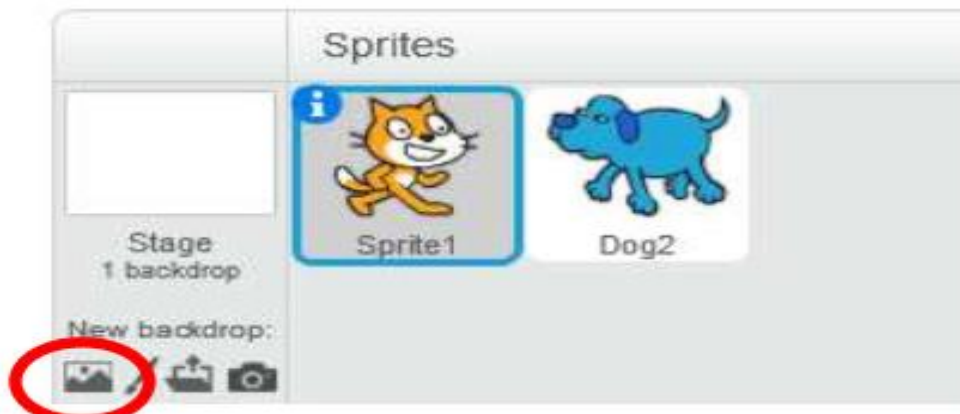 Sprites
i
Sprite1
Dog2
Stage
1 backdrop
New backdrop: